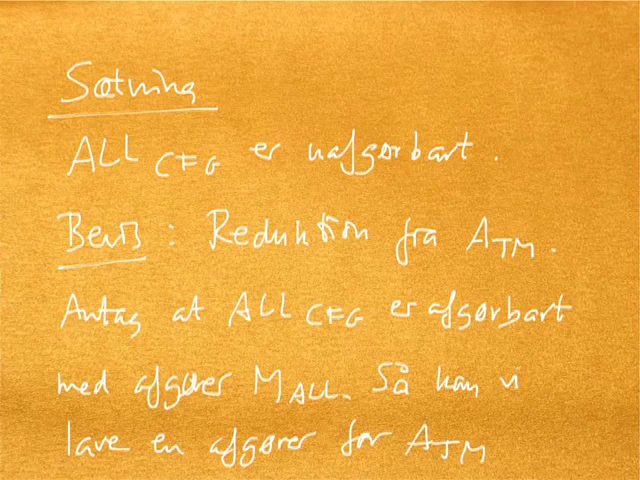 Sætning
ALL CFG er uafgørbart.
Bevis: Reduktion fra ATM.
Antag at ALL CFG er afgørbart
med afgører MALL. Så kan vi
lave en afgører for ATM